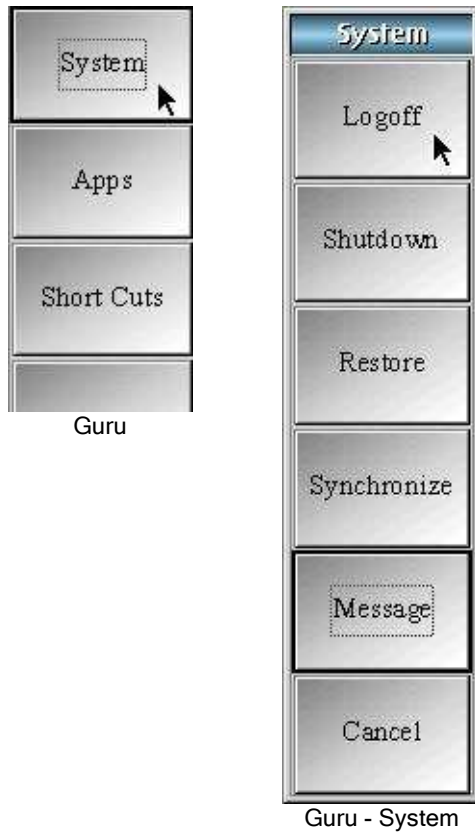 System
Apps
Short Cuts
Guru
System
Logoff
Shutdown
Restore
Synchronize
Message
Cancel
Guru - System